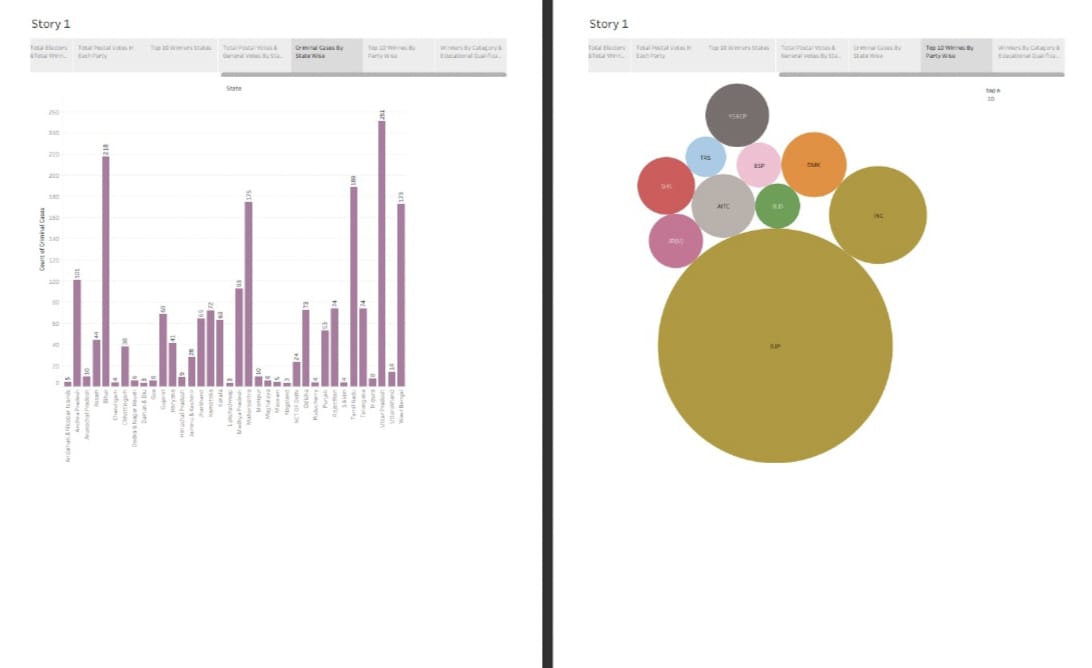 Story 1
Total Electors
&Total Winn...
Total Postal Votes In
Each Party
Top 10 Winners States
Total Postal Votes &
General Votes By Sta...
Criminal Cases By
State Wise
Top 10 Winnes By
Party Wise
Winners By Category &
Educational Qualifica...
State
Count of Criminal Cases
260
240
220
200
180
160
140
120
100
80
60
40
20
0
5
101
10
44
218
4
38
6
3
6
69
41
9
28
65
72
63
3
93
175
10
6
5
3
24
73
4
53
74
4
189
74
8
251
14
173
Andaman & Nicobar Islands
Andhra Pradesh
Arunachal Pradesh
Assam
Bihar
Chandigarh
Chhattisgarh
Dadra & Nagar Haveli
Daman & Diu
Goa
Gujarat
Haryana
Himachal Pradesh
Jammu & Kashmir
Jharkhand
Karnataka
Kerala
Lakshadweep
Madhya Pradesh
Maharashtra
Manipur
Meghalaya
Mizoram
Nagaland
NCT OF Delhi
Odisha
Puducherry
Punjab
Rajasthan
Sikkim
Tamil Nadu
Telangana
Tripura
Uttar Pradesh
Uttarakhand
West Bengal
Story 1
Total Electors
&Total Winn...
Total Postal Votes In
Each Party
Top 10 Winners States
Total Postal Votes &
General Votes By Sta...
Criminal Cases By
State Wise
Top 10 Winnes By
Party Wise
Winners By Category &
Educational Qualifica...
top n
10
YSRCP
TRS
BSP
DMK
SHS
AITC
BJD
INC
JD(U)
BJP